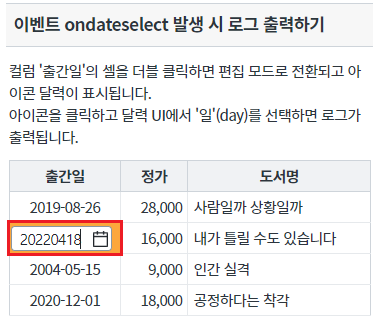 이벤트 ondateselect 발생 시 로그 출력하기
컬럼 '출간일'의 셀을 더블 클릭하면 편집 모드로 전환되고 아
이콘 달력이 표시됩니다.
아이콘을 클릭하고 달력 UI에서 '일'(day)를 선택하면 로그가
출력됩니다.
출간일 정가 도서명
2019-08-26 28,000 사람일까 상황일까
20220418 16,000 내가 틀릴 수도 있습니다
2004-05-15 9,000 인간 실격
2020-12-01 18,000 공정하다는 착각